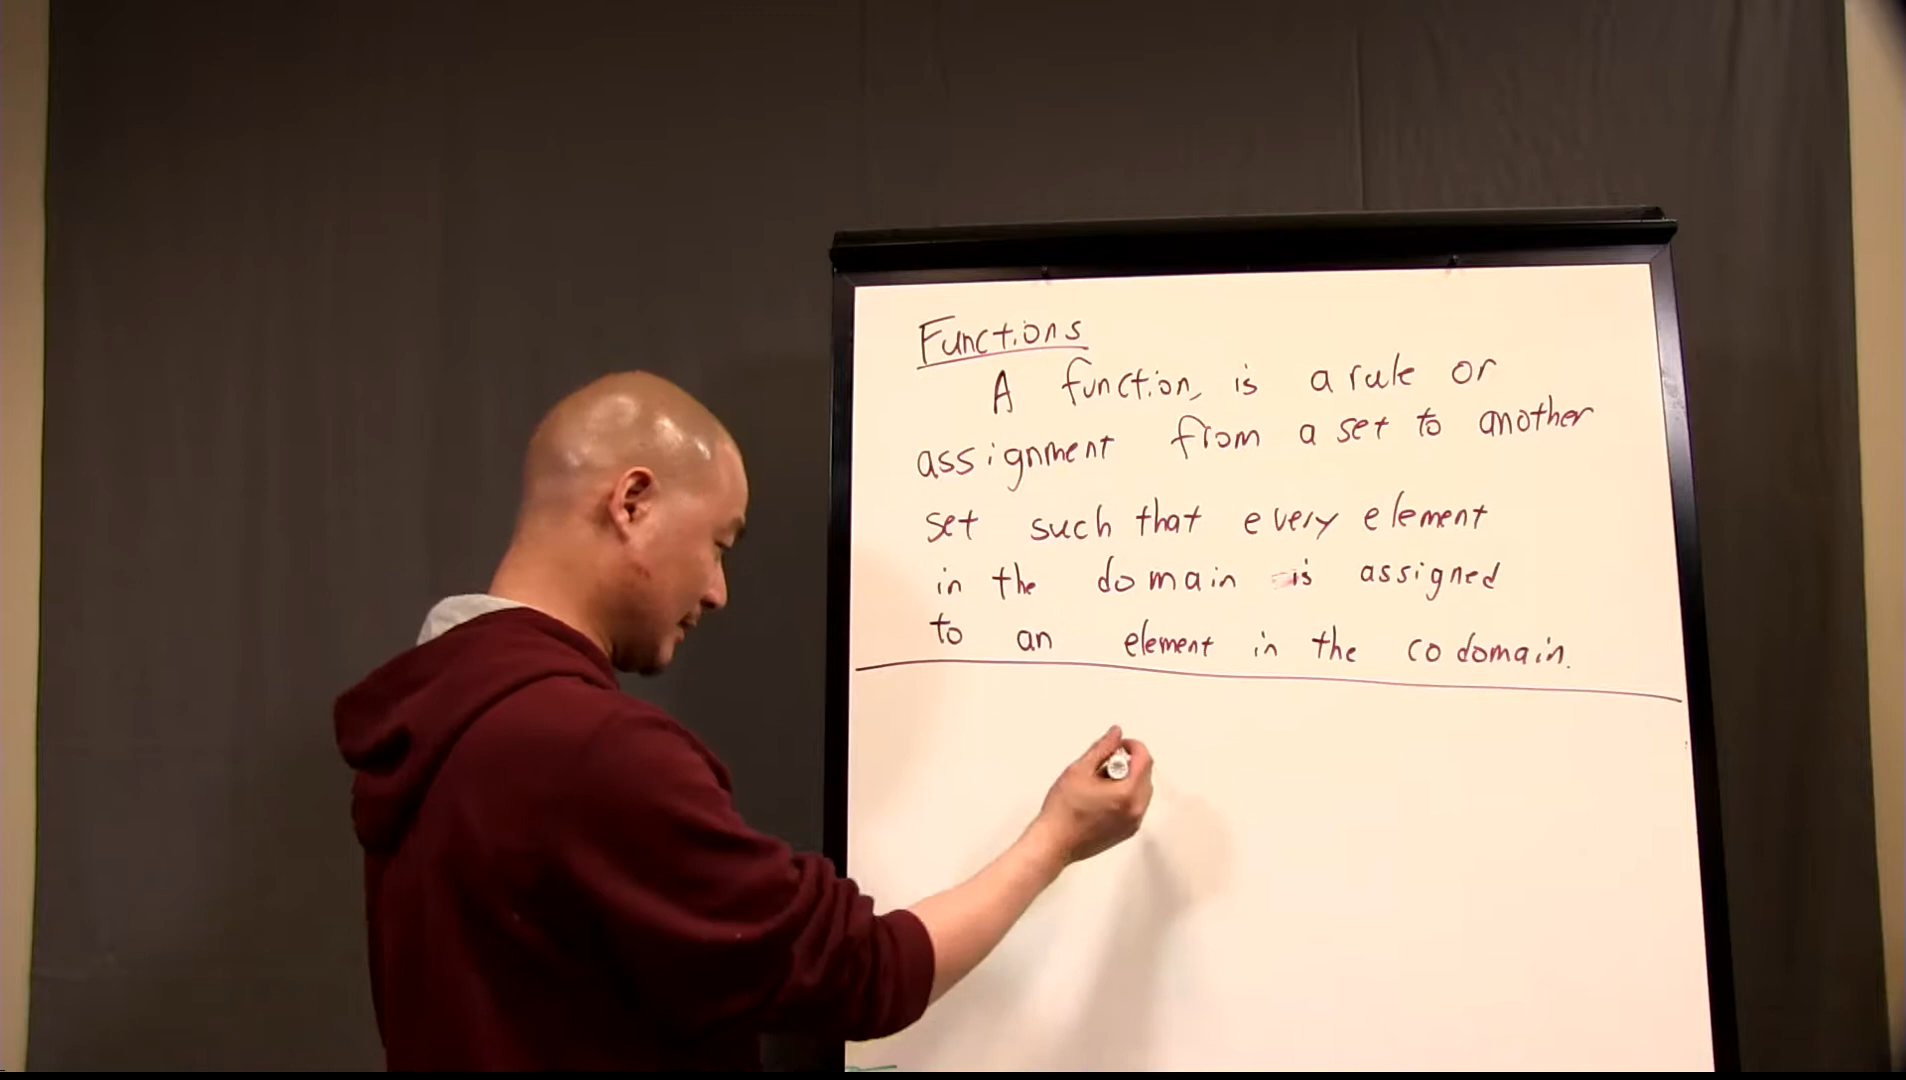 Functions
A function, is a rule or
assignment from a set to another
set such that every element
in the domain is assigned
to an element in the codomain.